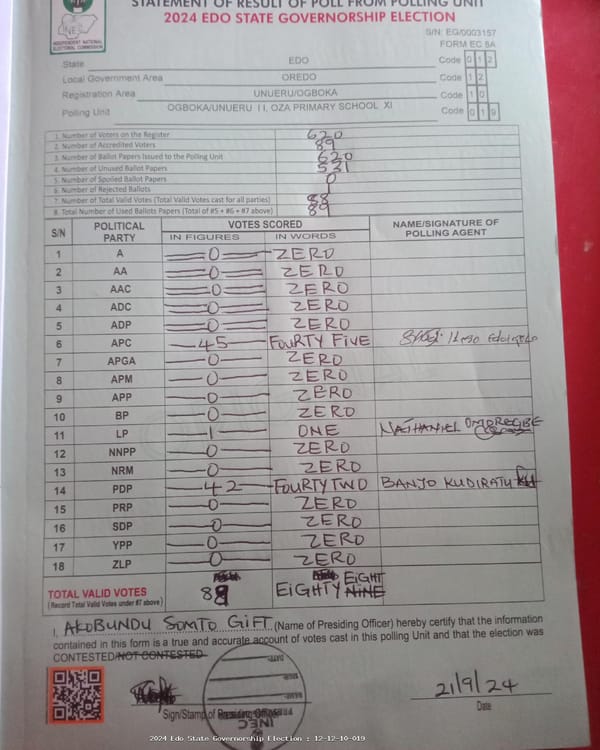 STATEMENT OF RESULT OF POLL FROM POLLING UNIT
2024 EDO STATE GOVERNORSHIP ELECTION
INEC
INDEPENDENT NATIONAL ELECTORAL COMMISSION
S/N: EG/0003157
FORM EC 8A
State EDO Code 0 1 2
Local Government Area OREDO Code 1 2
Registration Area UNUERU/OGBOKA Code 1 0
Polling Unit OGBOKA/UNUERU I I, OZA PRIMARY SCHOOL XI Code 0 1 9
1. Number of Voters on the Register 620
2. Number of Accredited Voters 89
3. Number of Ballot Papers Issued to the Polling Unit 620
4. Number of Unused Ballot Papers 531
5. Number of Spoiled Ballot Papers 0
6. Number of Rejected Ballots 1
7. Number of Total Valid Votes (Total Valid Votes cast for all parties) 88
8. Total Number of Used Ballots Papers (Total of #5 + #6 + #7 above) 89
S/N POLITICAL PARTY VOTES SCORED NAME/SIGNATURE OF POLLING AGENT
IN FIGURES IN WORDS
1 A 0 ZERO
2 AA 0 ZERO
3 AAC 0 ZERO
4 ADC 0 ZERO
5 ADP 0 ZERO
6 APC 45 FOURTY FIVE
7 APGA 0 ZERO
8 APM 0 ZERO
9 APP 0 ZERO
10 BP 0 ZERO
11 LP 1 ONE NATHANIEL OMOREGBE
12 NNPP 0 ZERO
13 NRM 0 ZERO
14 PDP 42 FOURTY TWO BANJO KUDIRATU
15 PRP 0 ZERO
16 SDP 0 ZERO
17 YPP 0 ZERO
18 ZLP 0 ZERO
TOTAL VALID VOTES 88 EIGHTY EIGHT NINE
(Record Total Valid Votes under #7 above)
I, AKOBUNDU SOMTO GIFT (Name of Presiding Officer) hereby certify that the information
contained in this form is a true and accurate account of votes cast in this polling Unit and that the election was
CONTESTED/NOT CONTESTED
INEC
21/9/24
Sign/Stamp of Presiding Officer Date
2024 Edo State Governorship Election : 12-12-10-019